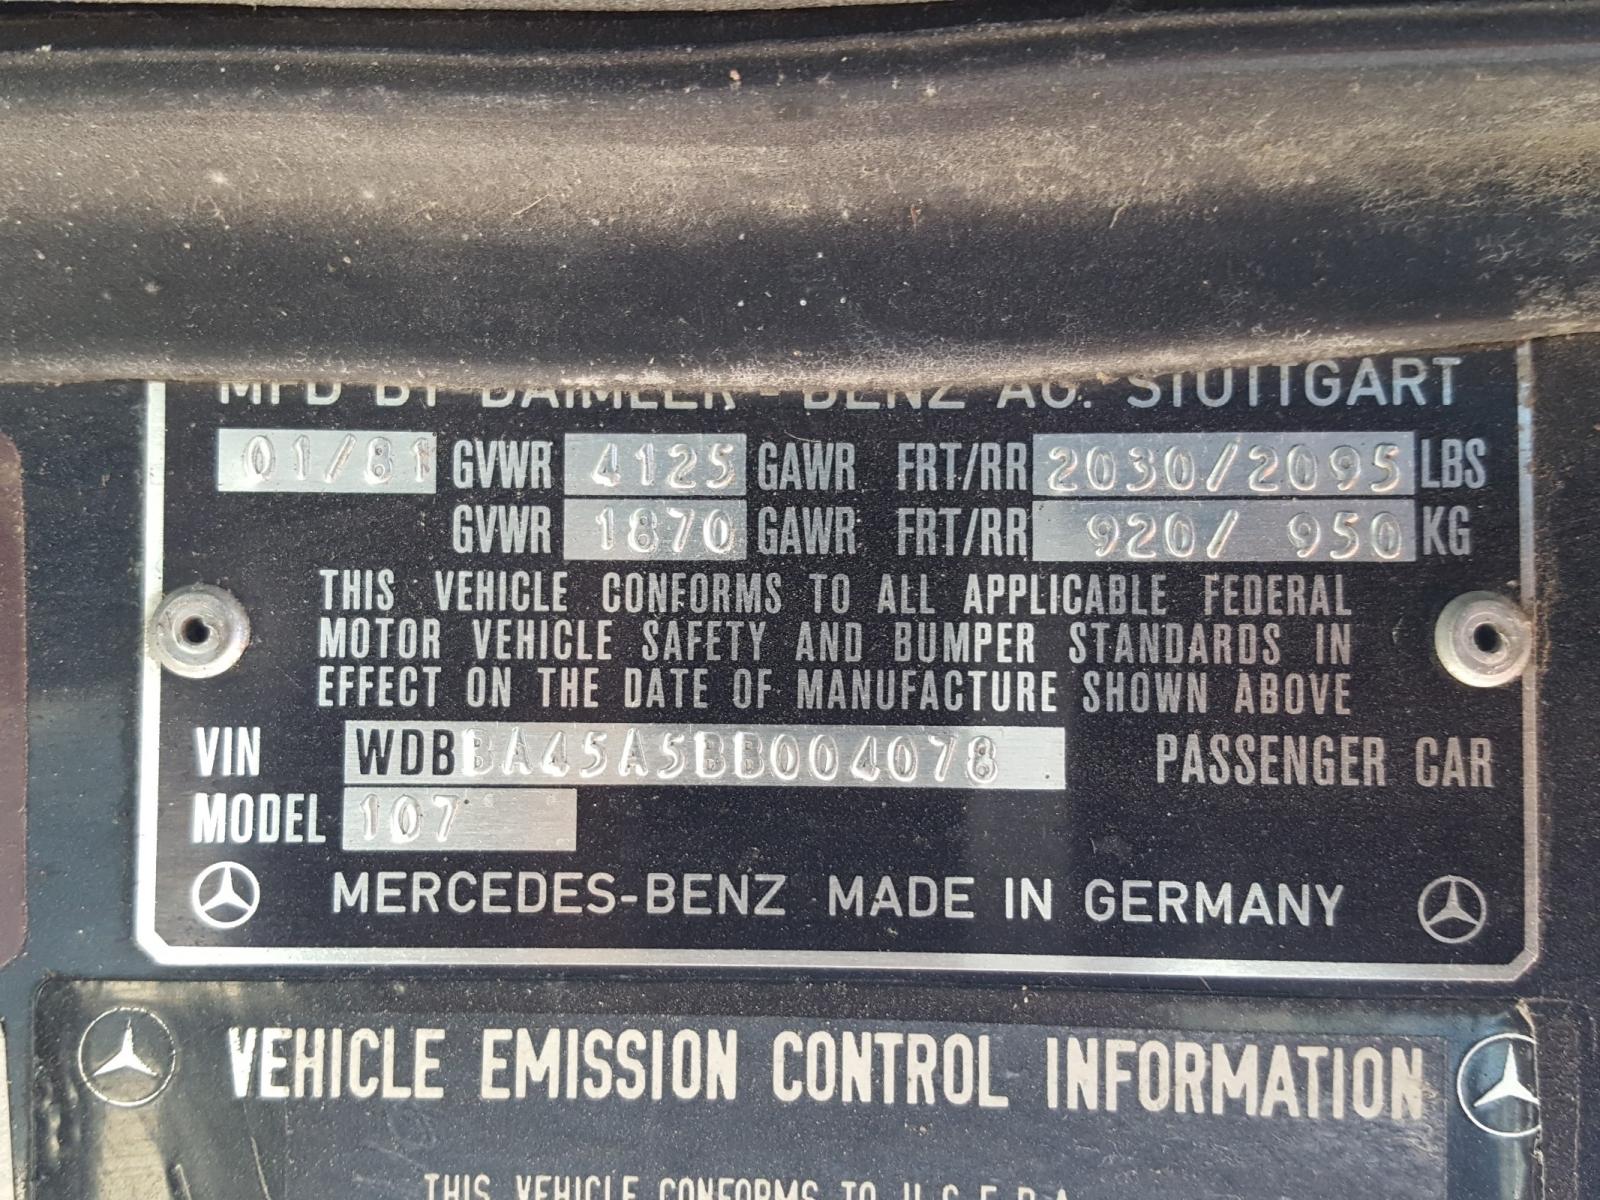 MFD BY DAIMLER - BENZ AG. STUTTGART
01/81 GVWR 4125 GAWR FRT/RR 2030/2095 LBS
GVWR 1870 GAWR FRT/RR 920/ 950 KG
THIS VEHICLE CONFORMS TO ALL APPLICABLE FEDERAL
MOTOR VEHICLE SAFETY AND BUMPER STANDARDS IN
EFFECT ON THE DATE OF MANUFACTURE SHOWN ABOVE
VIN WDBBA45A5BB004078 PASSENGER CAR
MODEL 107
MERCEDES-BENZ MADE IN GERMANY
VEHICLE EMISSION CONTROL INFORMATION
THIS VEHICLE CONFORMS TO U.S.E.P.A.